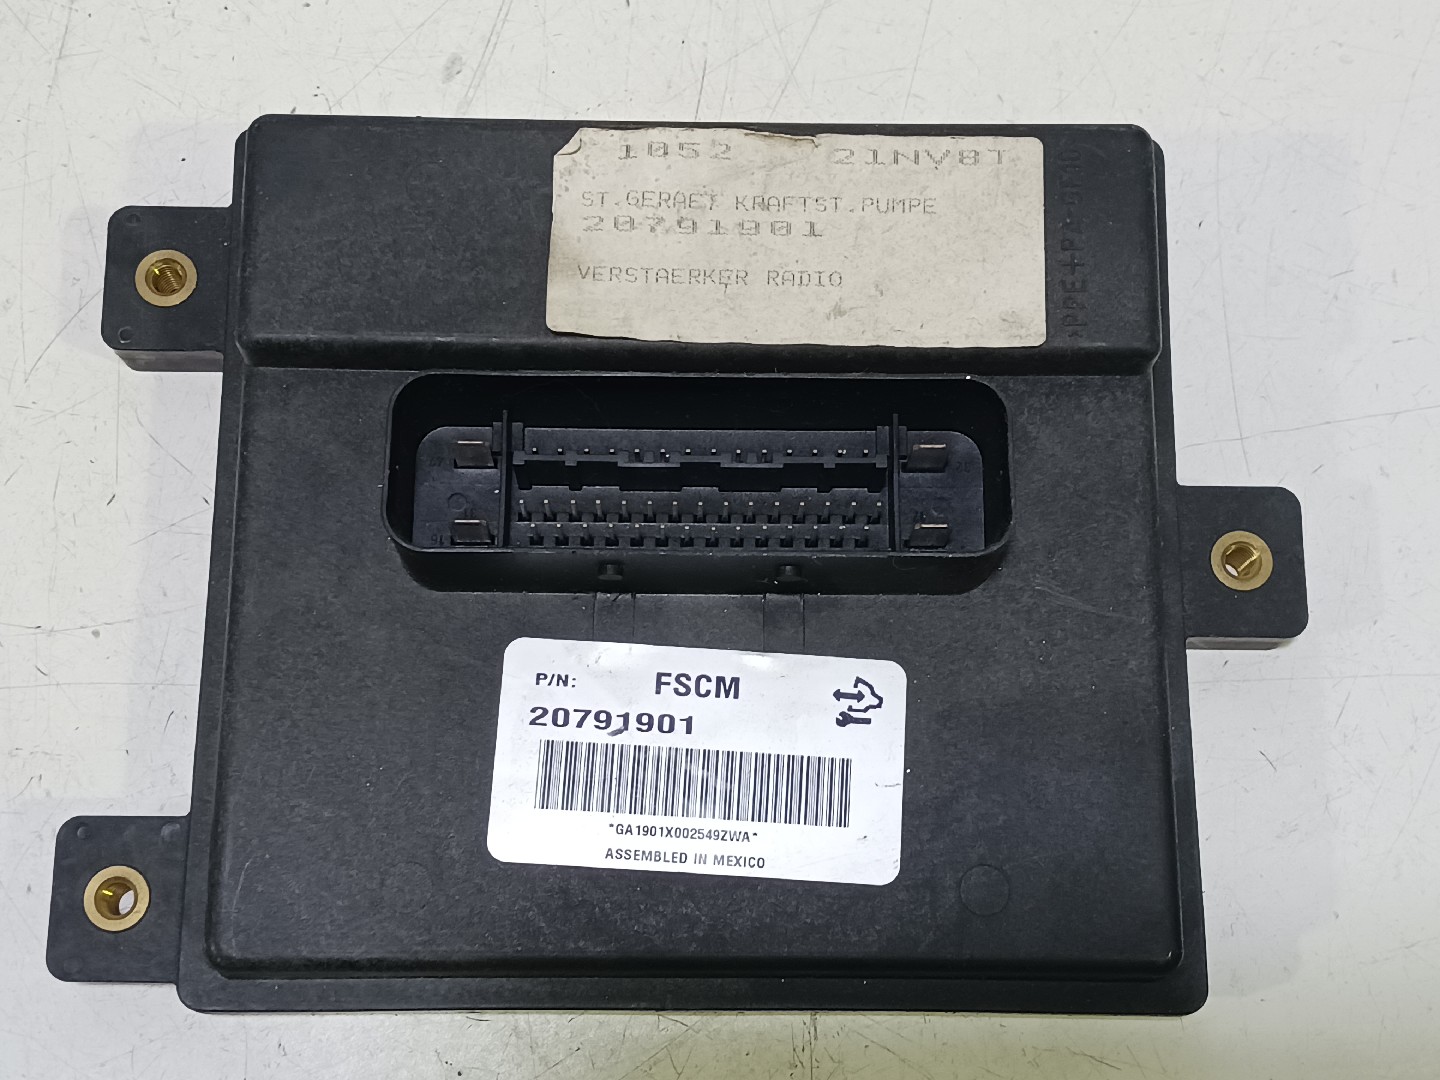 1052 21NV8T
ST.GERAET KRAFTST.PUMPE
20791901
VERSTAERKER RADIO
P/N: FSCM
20791901
*GA1901X002549ZWA*
ASSEMBLED IN MEXICO